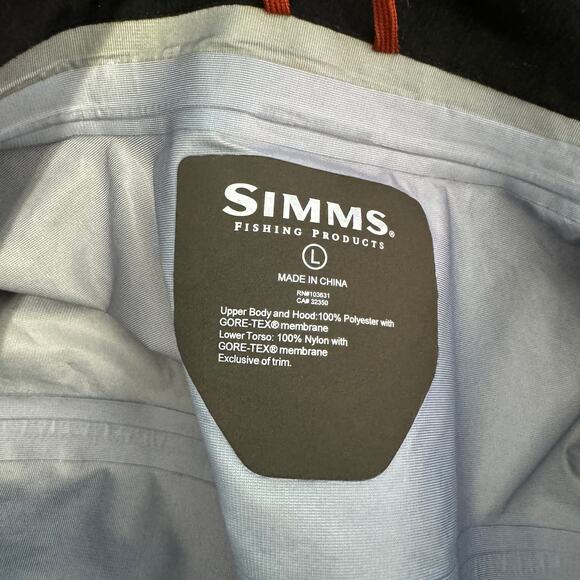 SIMMS®
FISHING PRODUCTS
L
MADE IN CHINA
RN#103631
CA# 32350
Upper Body and Hood:100% Polyester with
GORE-TEX® membrane
Lower Torso: 100% Nylon with
GORE-TEX® membrane
Exclusive of trim.